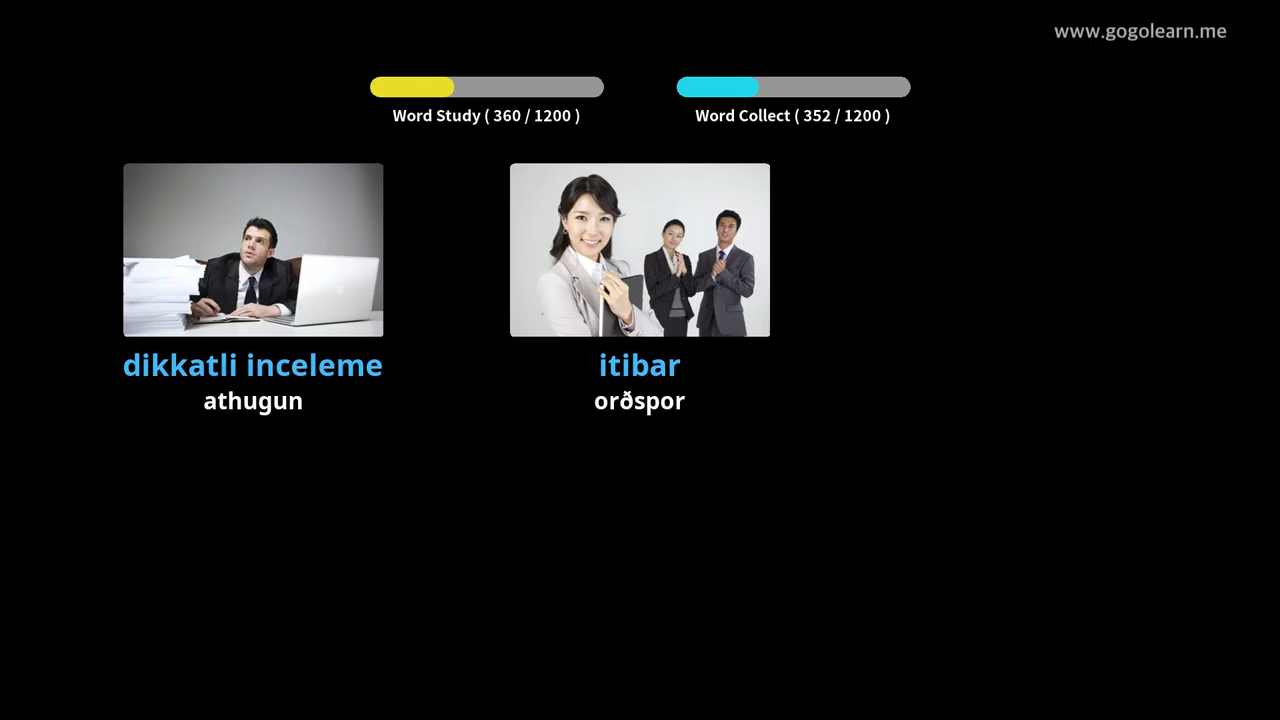 www.gogolearn.me
Word Study ( 360 / 1200 )
Word Collect ( 352 / 1200 )
dikkatli inceleme
athugun
itibar
orðspor